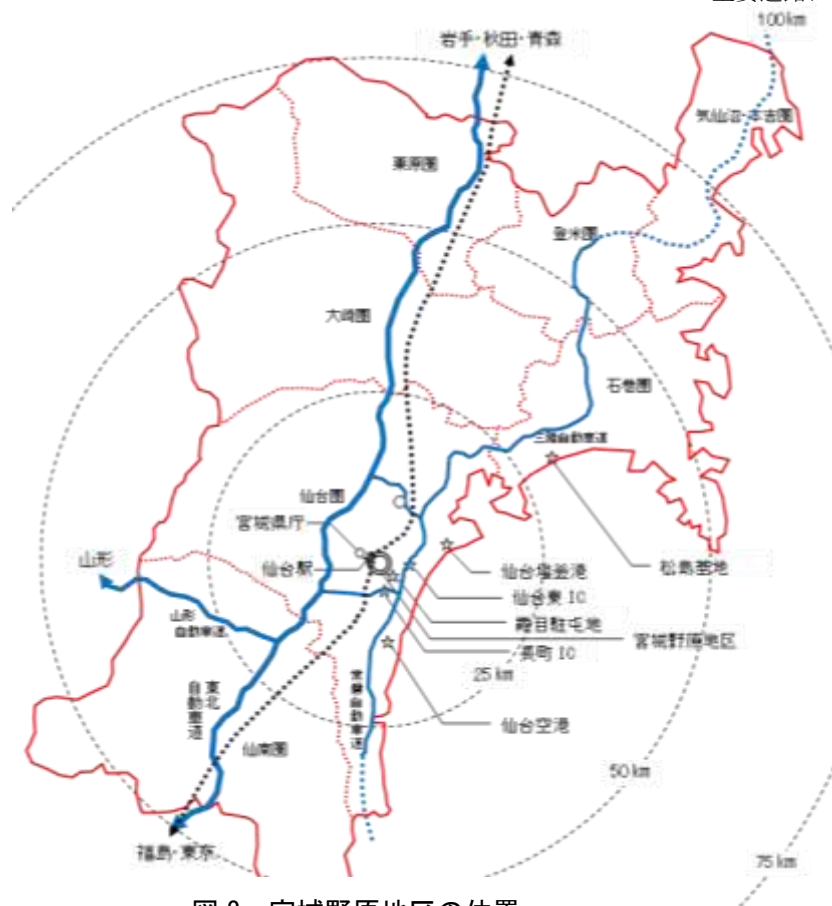 100km
岩手・秋田・青森
気仙沼・本吉圏
栗原圏
登米圏
大崎圏
石巻圏
三陸自動車道
仙台圏
宮城県庁
山形
仙台駅
仙台塩釜港
松島基地
仙台東IC
山形
自動車道
霞目駐屯地
宮城野原地区
長町IC
25km
常磐自動車道
東北
自動車道
仙台空港
仙南圏
50km
福島・東京
75km